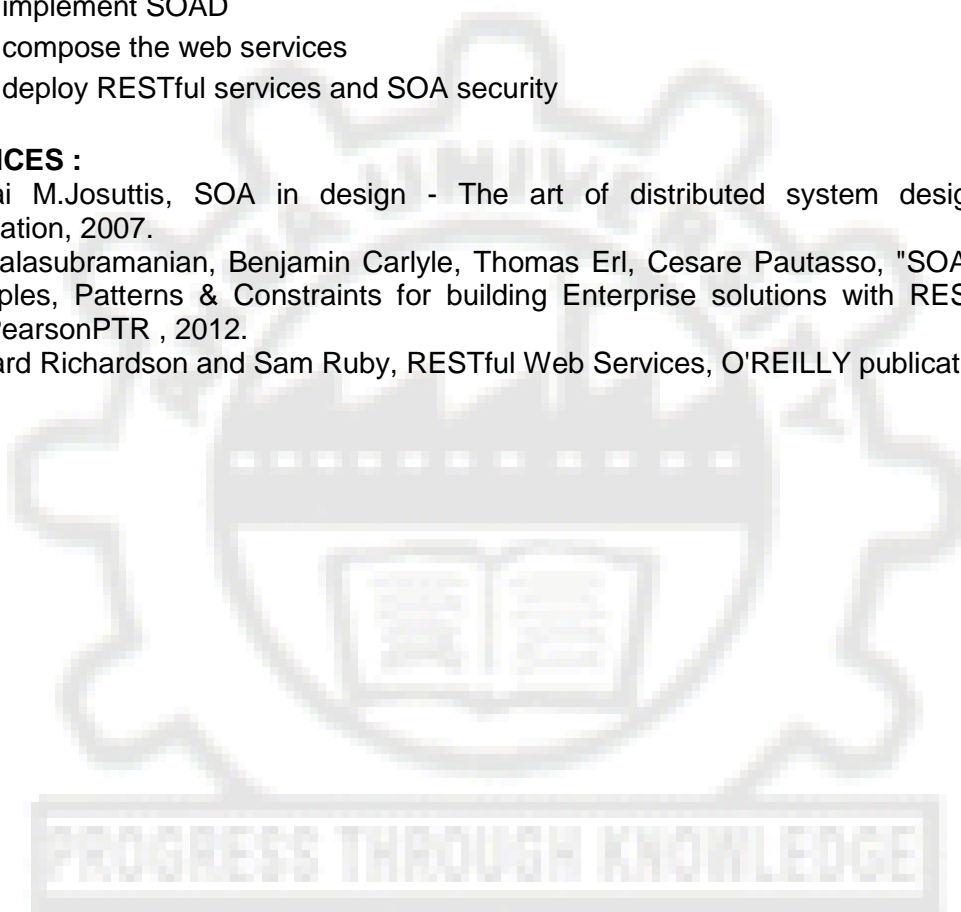 implement SOAD
compose the web services
deploy RESTful services and SOA security
NCES :
ai M.Josuttis, SOA in design - The art of distributed system desig
ation, 2007.
alasubramanian, Benjamin Carlyle, Thomas Erl, Cesare Pautasso, "SOA
ples, Patterns & Constraints for building Enterprise solutions with RES
PearsonPTR , 2012.
ard Richardson and Sam Ruby, RESTful Web Services, O'REILLY publicat
PROGRESS THROUGH KNOWLEDGE